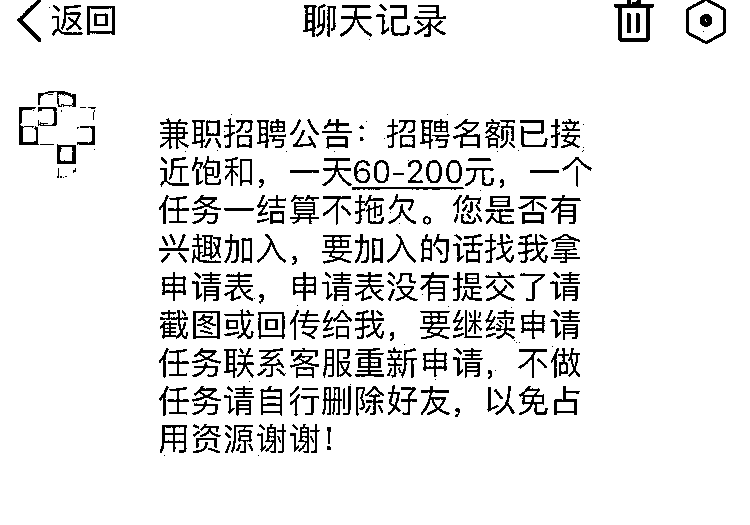 返回 聊天记录
兼职招聘公告：招聘名额已接
近饱和，一天60-200元，一个
任务一结算不拖欠。您是否有
兴趣加入，要加入的话找我拿
申请表，申请表没有提交了请
截图或回传给我，要继续申请
任务联系客服重新申请，不做
任务请自行删除好友，以免占
用资源谢谢！